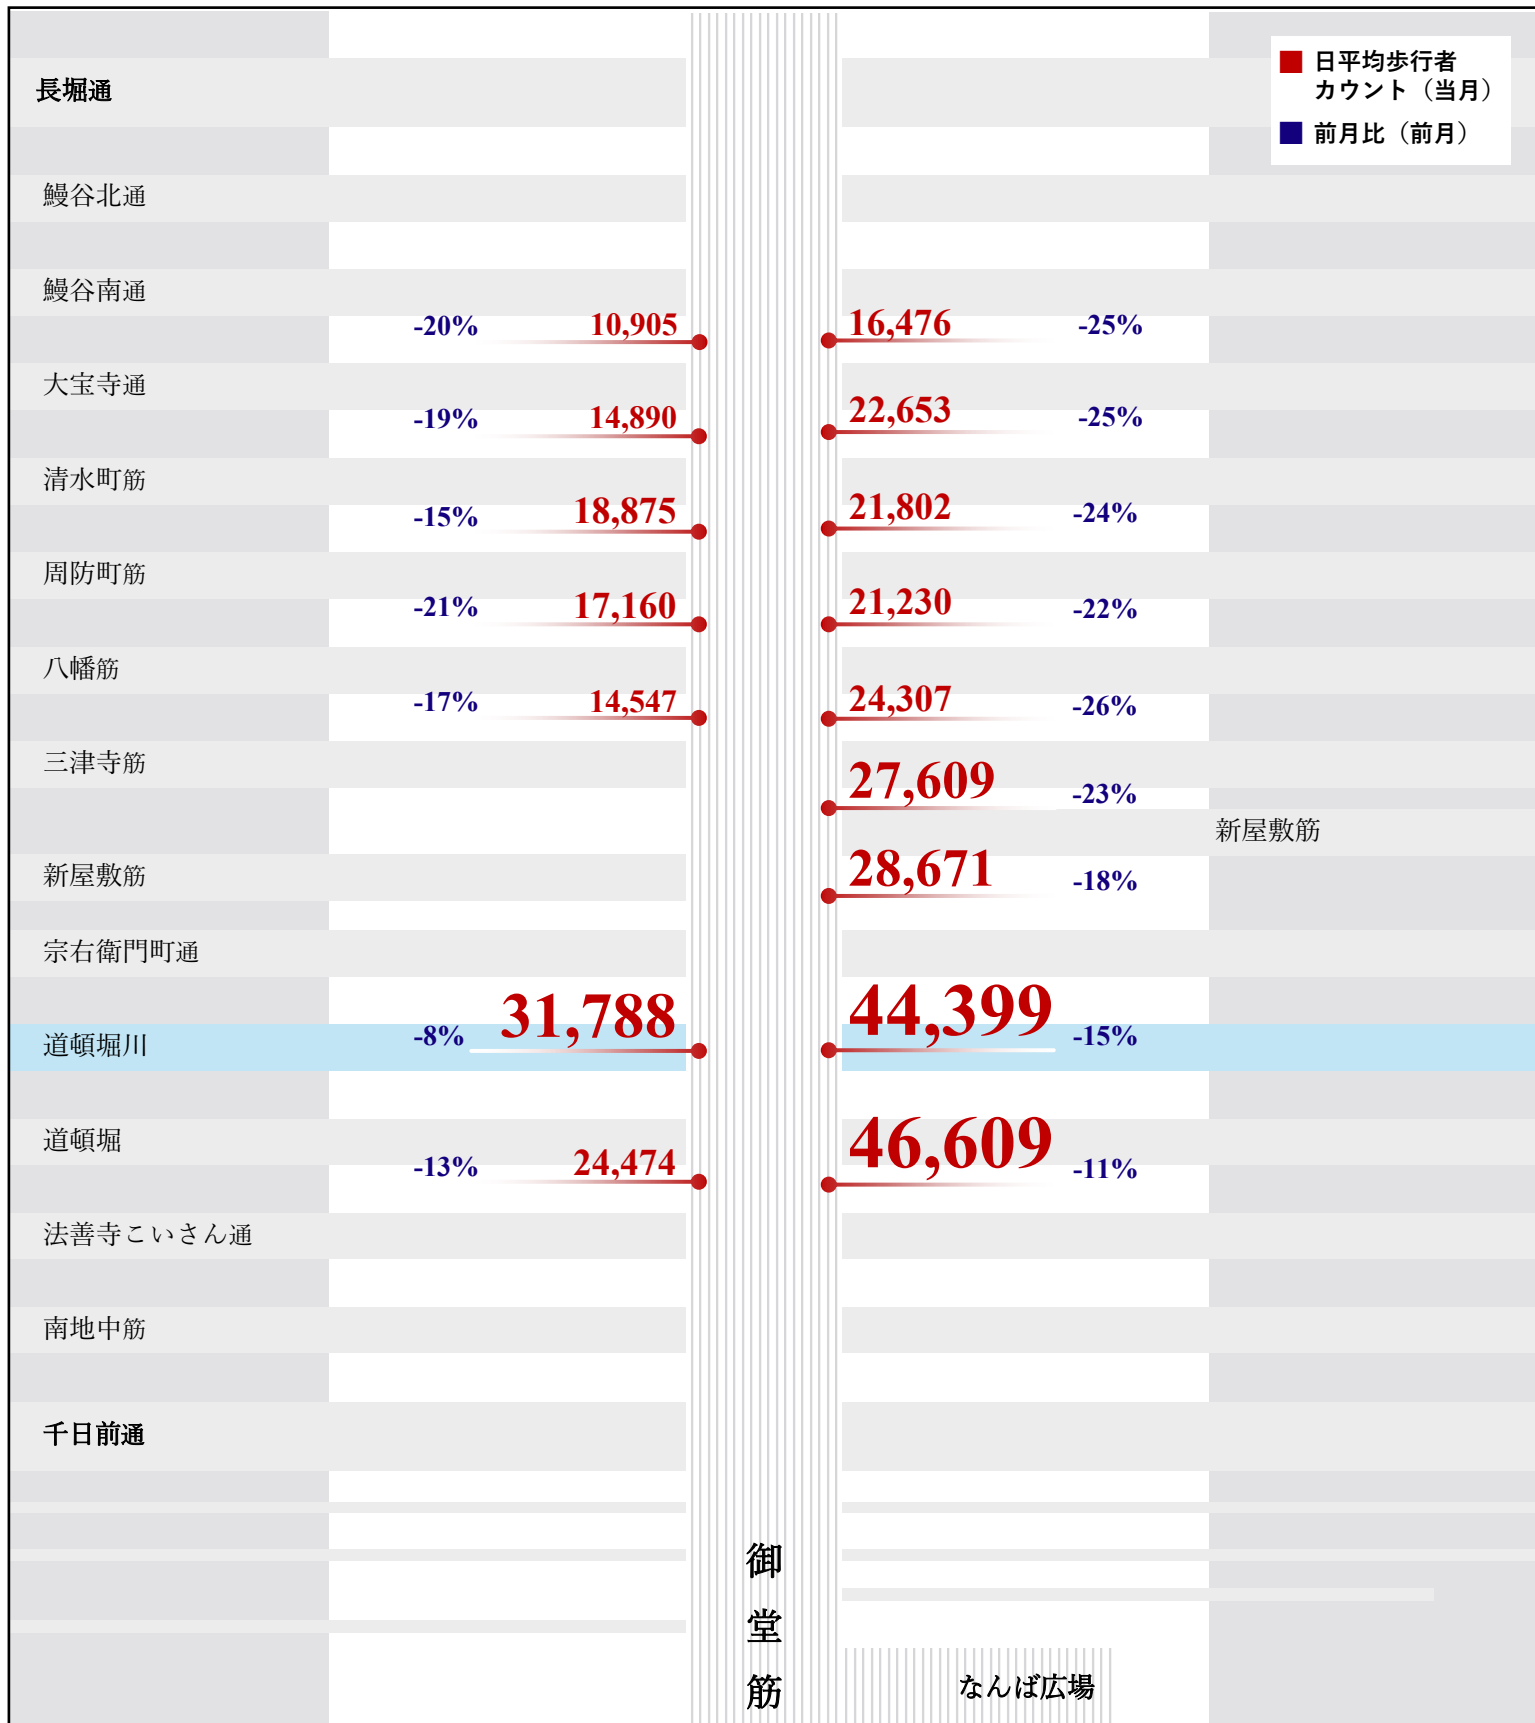 日平均歩行者
カウント（当月）
前月比（前月）
長堀通
鰻谷北通
鰻谷南通
-20% 10,905 16,476 -25%
大宝寺通
-19% 14,890 22,653 -25%
清水町筋
-15% 18,875 21,802 -24%
周防町筋
-21% 17,160 21,230 -22%
八幡筋
-17% 14,547 24,307 -26%
三津寺筋
27,609 -23%
新屋敷筋
新屋敷筋
28,671 -18%
宗右衛門町通
道頓堀川
-8% 31,788 44,399 -15%
道頓堀
-13% 24,474 46,609 -11%
法善寺こいさん通
南地中筋
千日前通
御堂筋
なんば広場